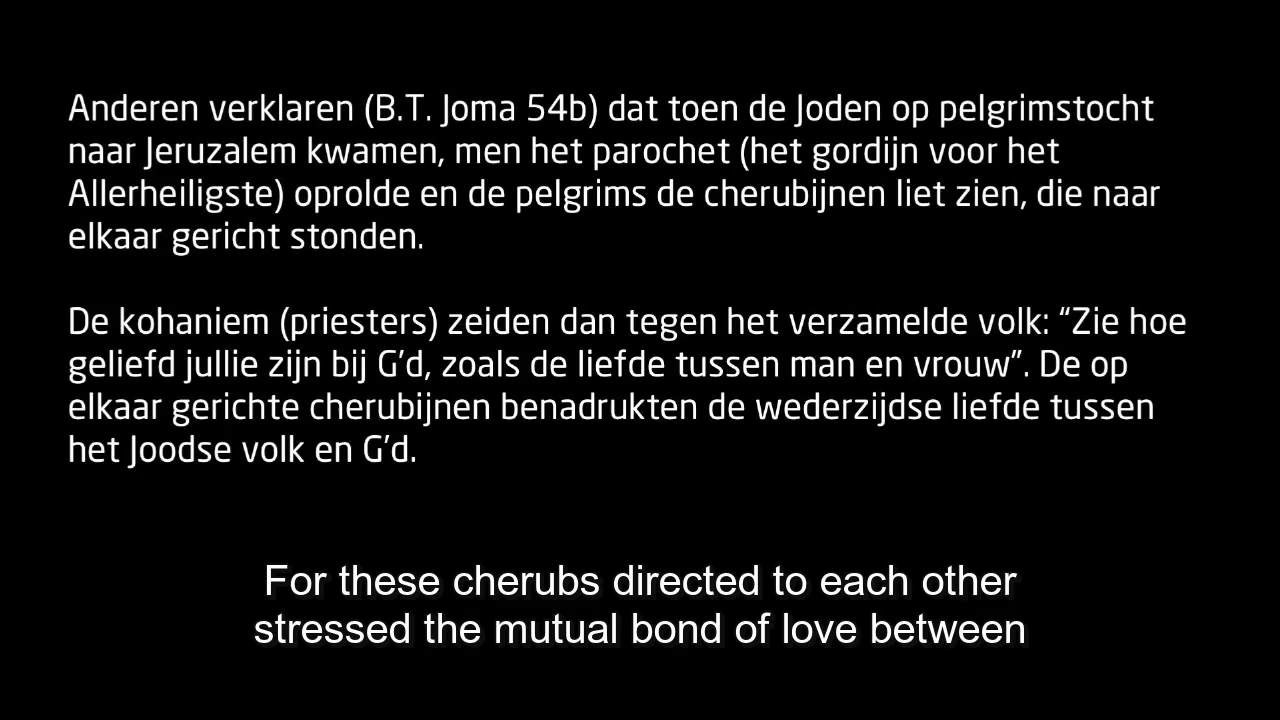 Anderen verklaren (B.T. Joma 54b) dat toen de Joden op pelgrimstocht
naar Jeruzalem kwamen, men het parochet (het gordijn voor het
Allerheiligste) oprolde en de pelgrims de cherubijnen liet zien, die naar
elkaar gericht stonden.
De kohaniem (priesters) zeiden dan tegen het verzamelde volk: “Zie hoe
geliefd jullie zijn bij G’d, zoals de liefde tussen man en vrouw”. De op
elkaar gerichte cherubijnen benadrukten de wederzijdse liefde tussen
het Joodse volk en G’d.
For these cherubs directed to each other
stressed the mutual bond of love between